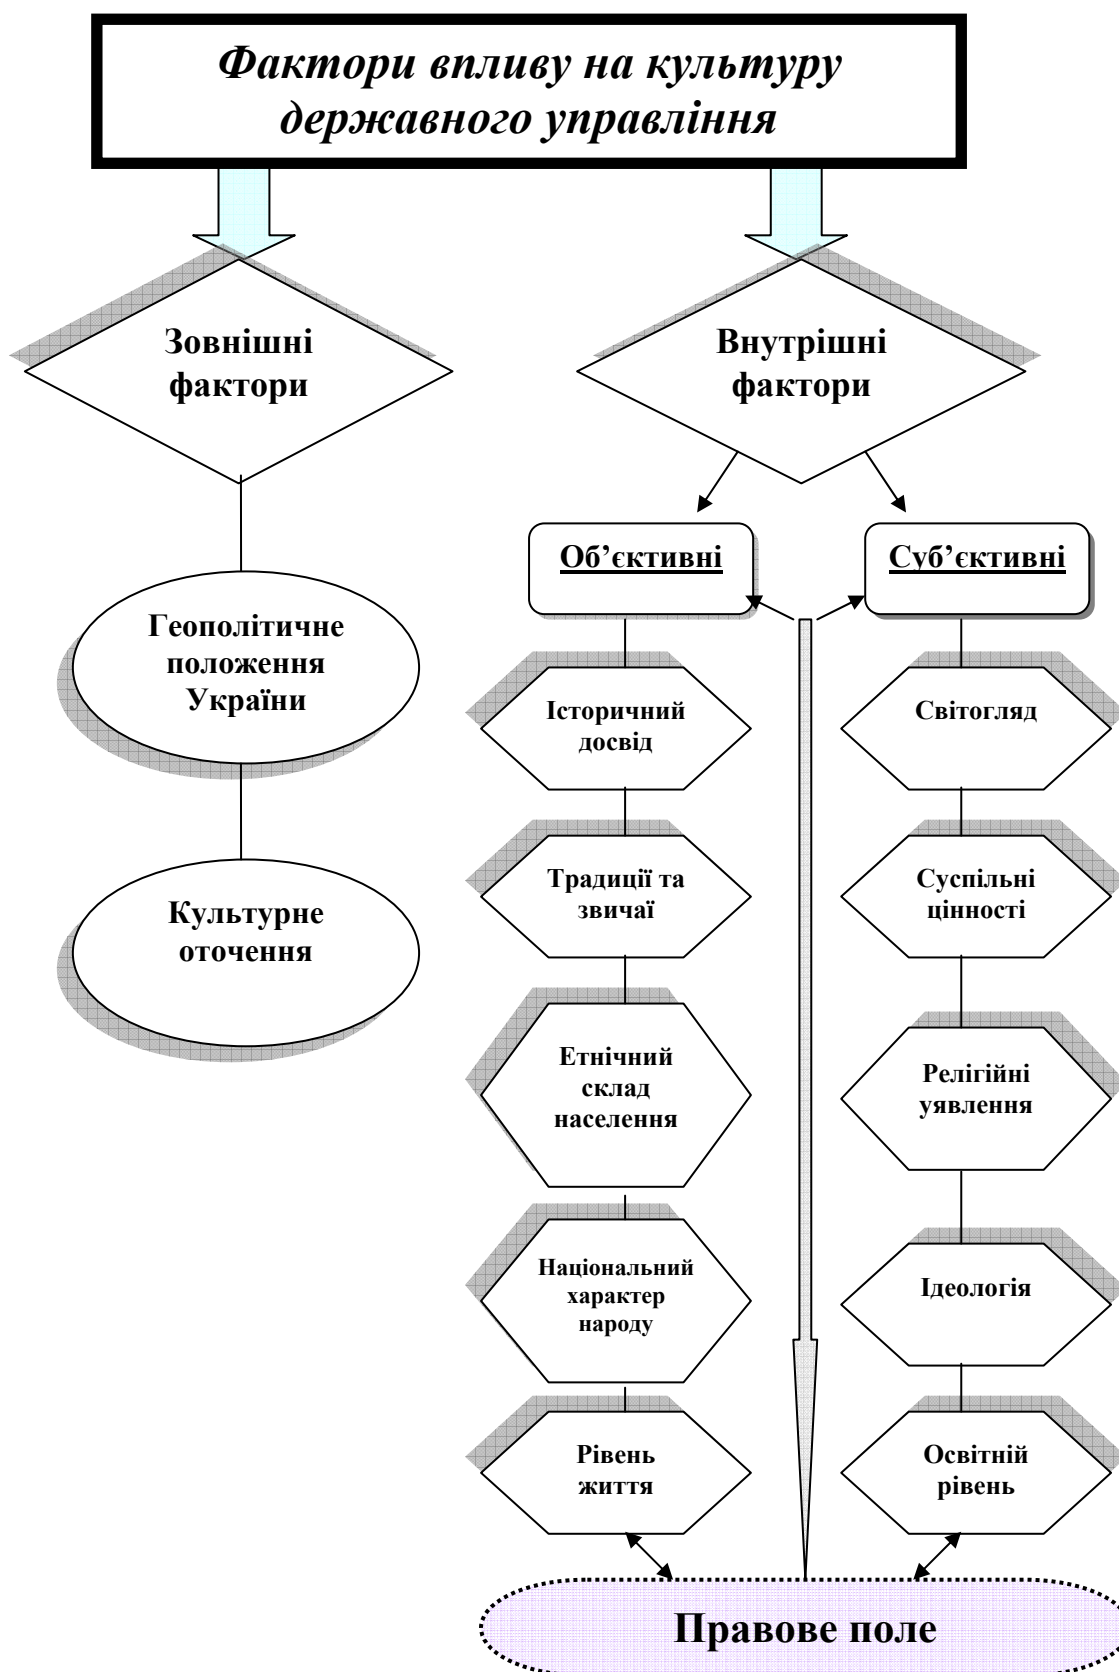 Фактори впливу на культуру
державного управління
Зовнішні
фактори
Внутрішні
фактори
Об’єктивні
Суб’єктивні
Геополітичне
положення
України
Культурне
оточення
Історичний
досвід
Традиції та
звичаї
Етнічний
склад
населення
Національний
характер
народу
Рівень
життя
Світогляд
Суспільні
цінності
Релігійні
уявлення
Ідеологія
Освітній
рівень
Правове поле